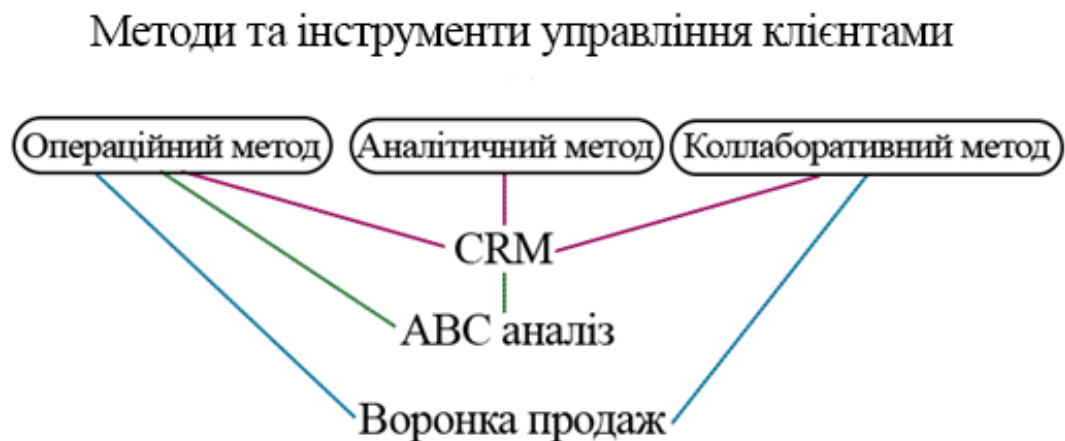 Методи та інструменти управління клієнтами
Операційний метод Аналітичний метод Коллаборативний метод
CRM
ABC аналіз
Воронка продаж